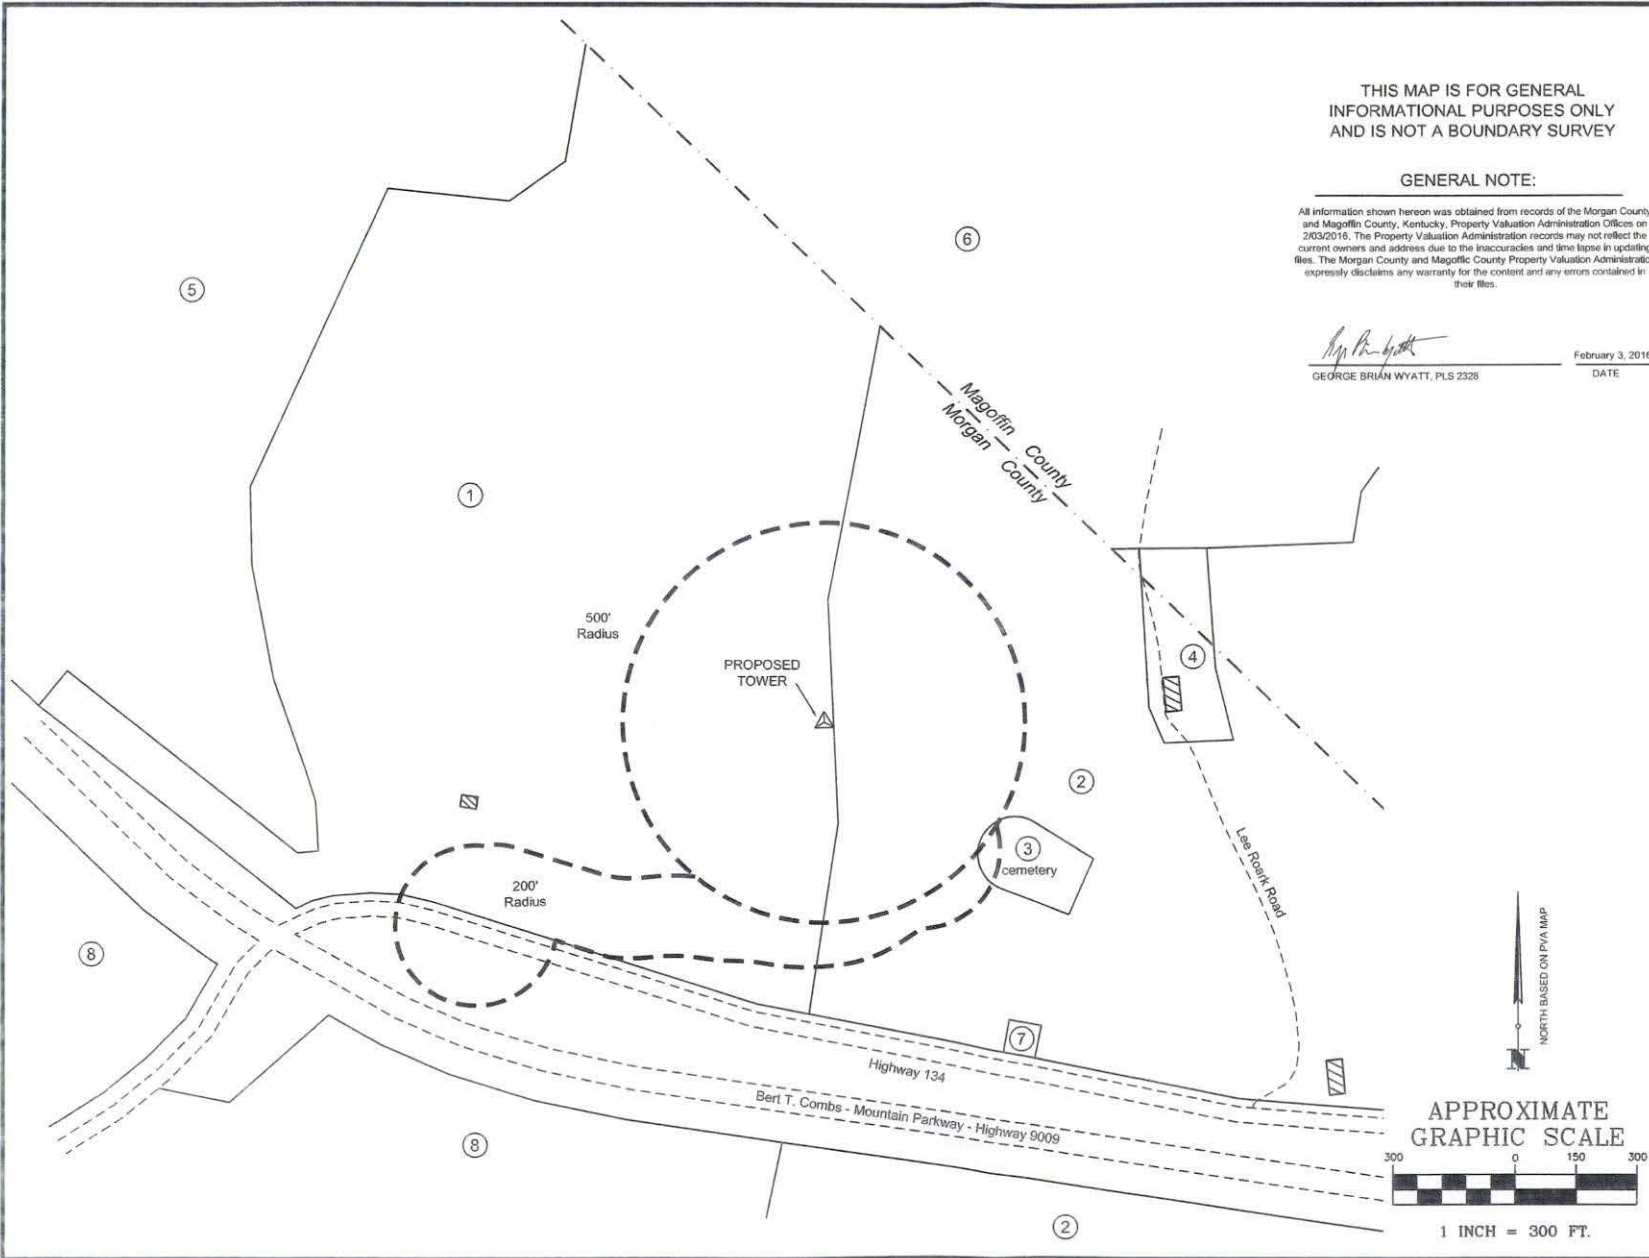 THIS MAP IS FOR GENERAL
INFORMATIONAL PURPOSES ONLY
AND IS NOT A BOUNDARY SURVEY
GENERAL NOTE:
All information shown hereon was obtained from records of the Morgan County
and Magoffin County, Kentucky, Property Valuation Administration Offices on
2/03/2016. The Property Valuation Administration records may not reflect the
current owners and address due to the inaccuracies and time lapse in updating
files. The Morgan County and Magoffic County Property Valuation Administratio
expressly disclaims any warranty for the content and any errors contained in
their files.
February 3, 2016
GEORGE BRIAN WYATT, PLS 2328
DATE
6
5
Magoffin County
Morgan County
1
500'
Radius
PROPOSED
TOWER
4
2
3
cemetery
200'
Radius
Lee Roark Road
8
7
Highway 134
Bert T. Combs - Mountain Parkway - Highway 9009
8
2
NORTH BASED ON PVA MAP
N
APPROXIMATE
GRAPHIC SCALE
300 0 150 300
1 INCH = 300 FT.